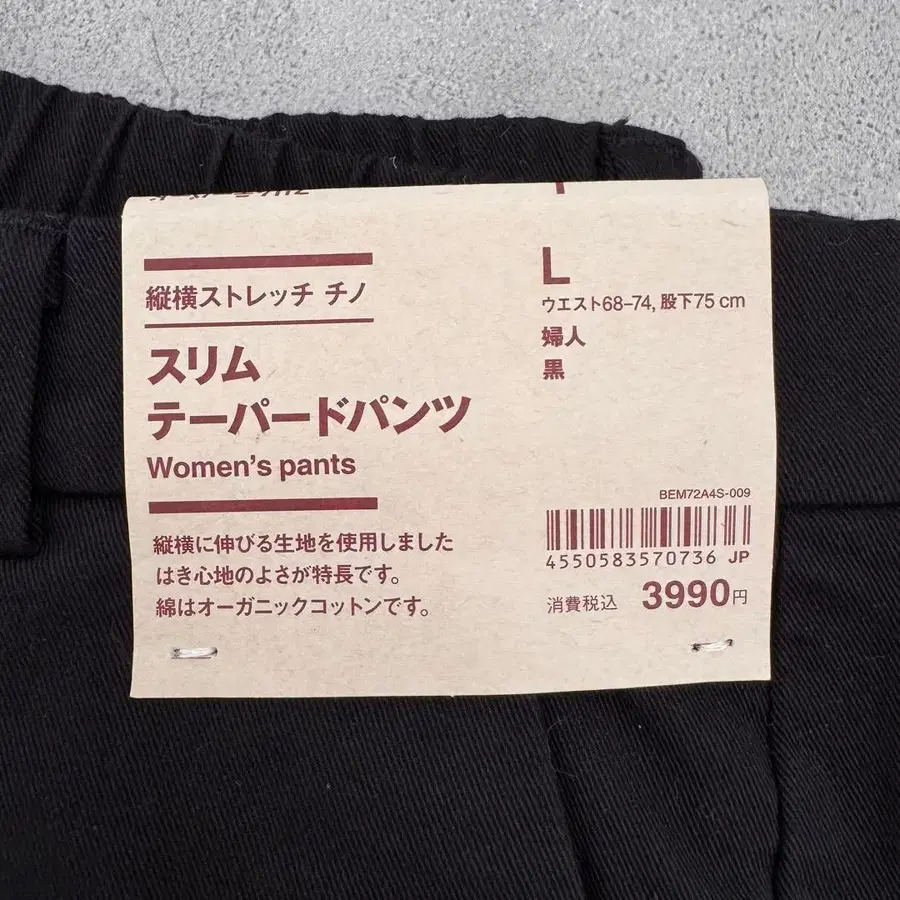 縦横ストレッチ チノ
スリム
テーパードパンツ
Women's pants
縦横に伸びる生地を使用しました
はき心地のよさが特長です。
綿はオーガニックコットンです。
L
ウエスト68–74, 股下75 cm
婦人
黒
BEM72A4S-009
4550583570736 JP
消費税込 3990円